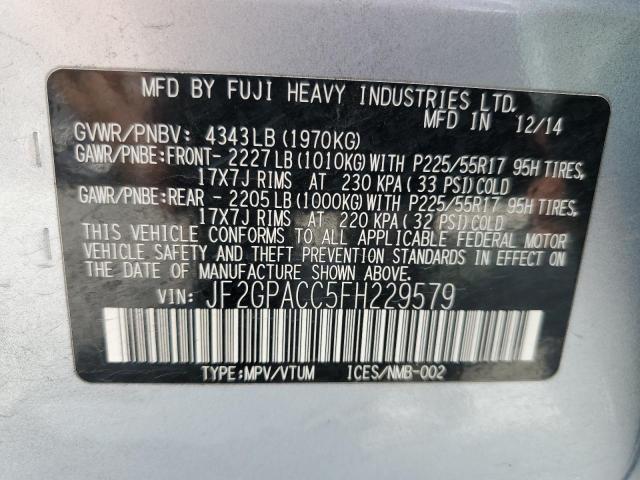 MFD BY FUJI HEAVY INDUSTRIES LTD.
MFD IN 12/14
GVWR/PNBV: 4343LB (1970KG)
GAWR/PNBE:FRONT- 2227LB (1010KG) WITH P225/55R17 95H TIRES,
17X7J RIMS AT 230 KPA (33 PSI) COLD
GAWR/PNBE:REAR - 2205LB (1000KG) WITH P225/55R17 95H TIRES,
17X7J RIMS AT 220 KPA (32 PSI) COLD
THIS VEHICLE CONFORMS TO ALL APPLICABLE FEDERAL MOTOR
VEHICLE SAFETY AND THEFT PREVENTION STANDARDS IN EFFECT ON
THE DATE OF MANUFACTURE SHOWN ABOVE.
VIN: JF2GPACC5FH229579
TYPE:MPV/VTUM ICES/NMB-002